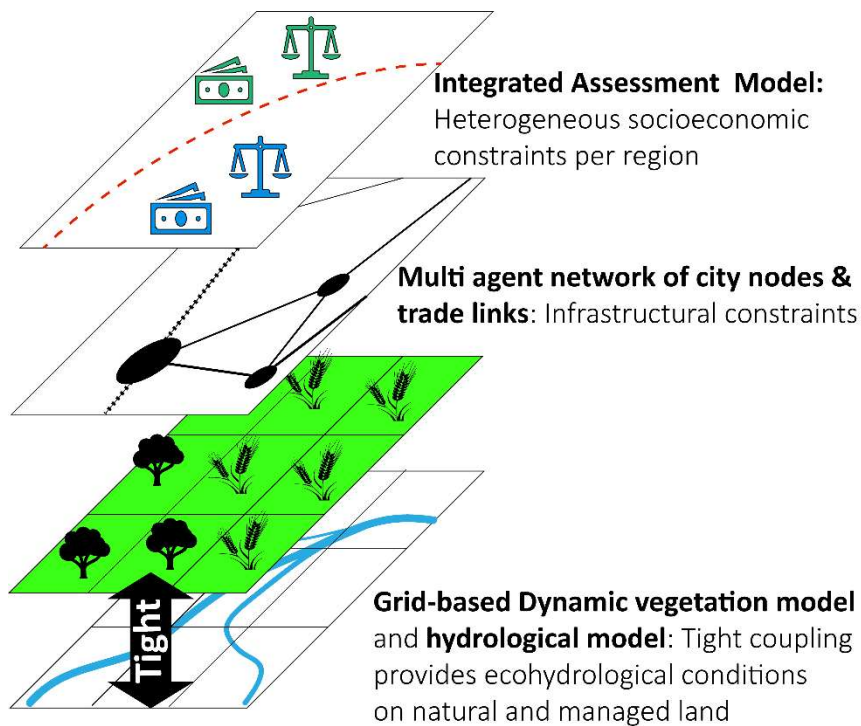 Integrated Assessment Model:
Heterogeneous socioeconomic
constraints per region
Multi agent network of city nodes &
trade links: Infrastructural constraints
Tight
Grid-based Dynamic vegetation model
and hydrological model: Tight coupling
provides ecohydrological conditions
on natural and managed land